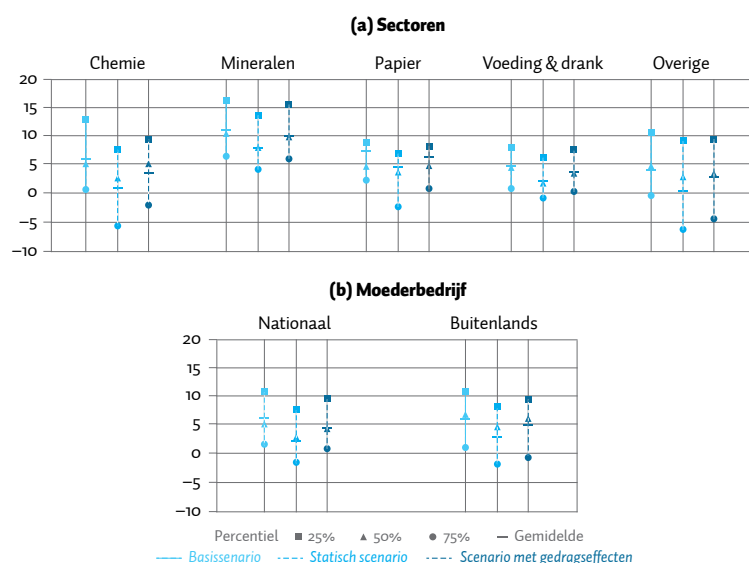 (a) Sectoren
Chemie Mineralen Papier Voeding & drank Overige
20
15
10
5
0
−5
−10
(b) Moederbedrijf
Nationaal Buitenlands
20
15
10
5
0
−5
−10
Percentiel 25% 50% 75% Gemidelde
Basissenario Statisch scenario Scenario met gedragseffecten